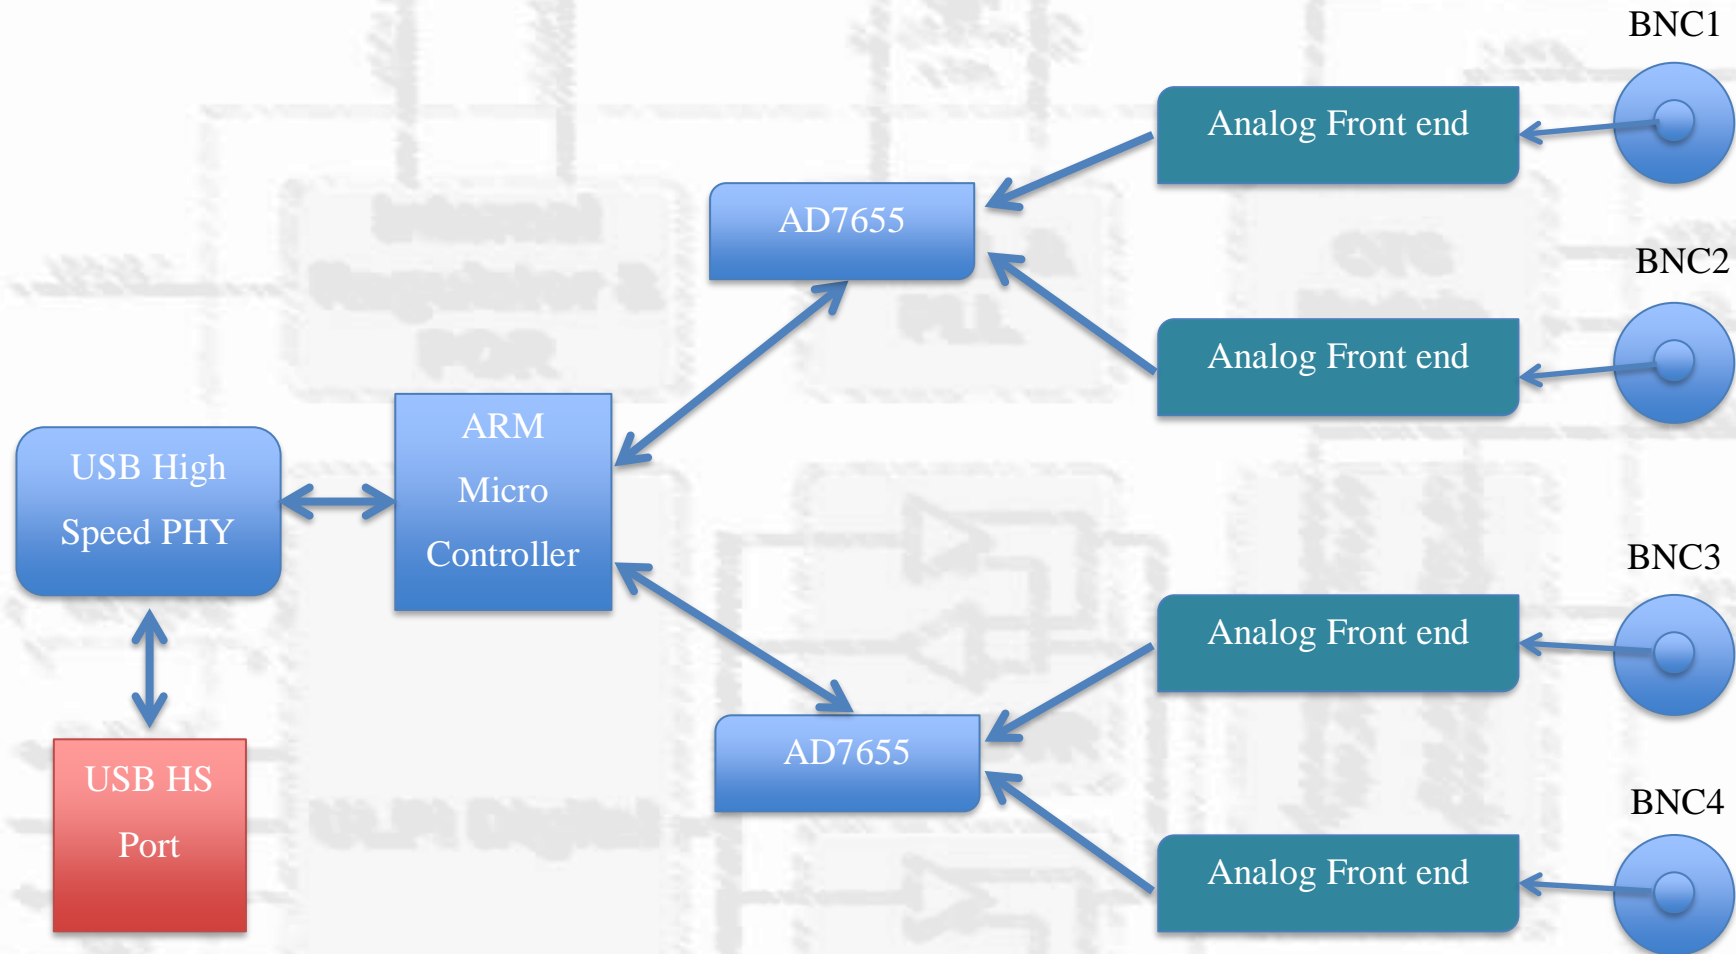 BNC1
Analog Front end
AD7655
BNC2
Analog Front end
ARM
Micro
Controller
USB High
Speed PHY
BNC3
Analog Front end
AD7655
USB HS
Port
BNC4
Analog Front end